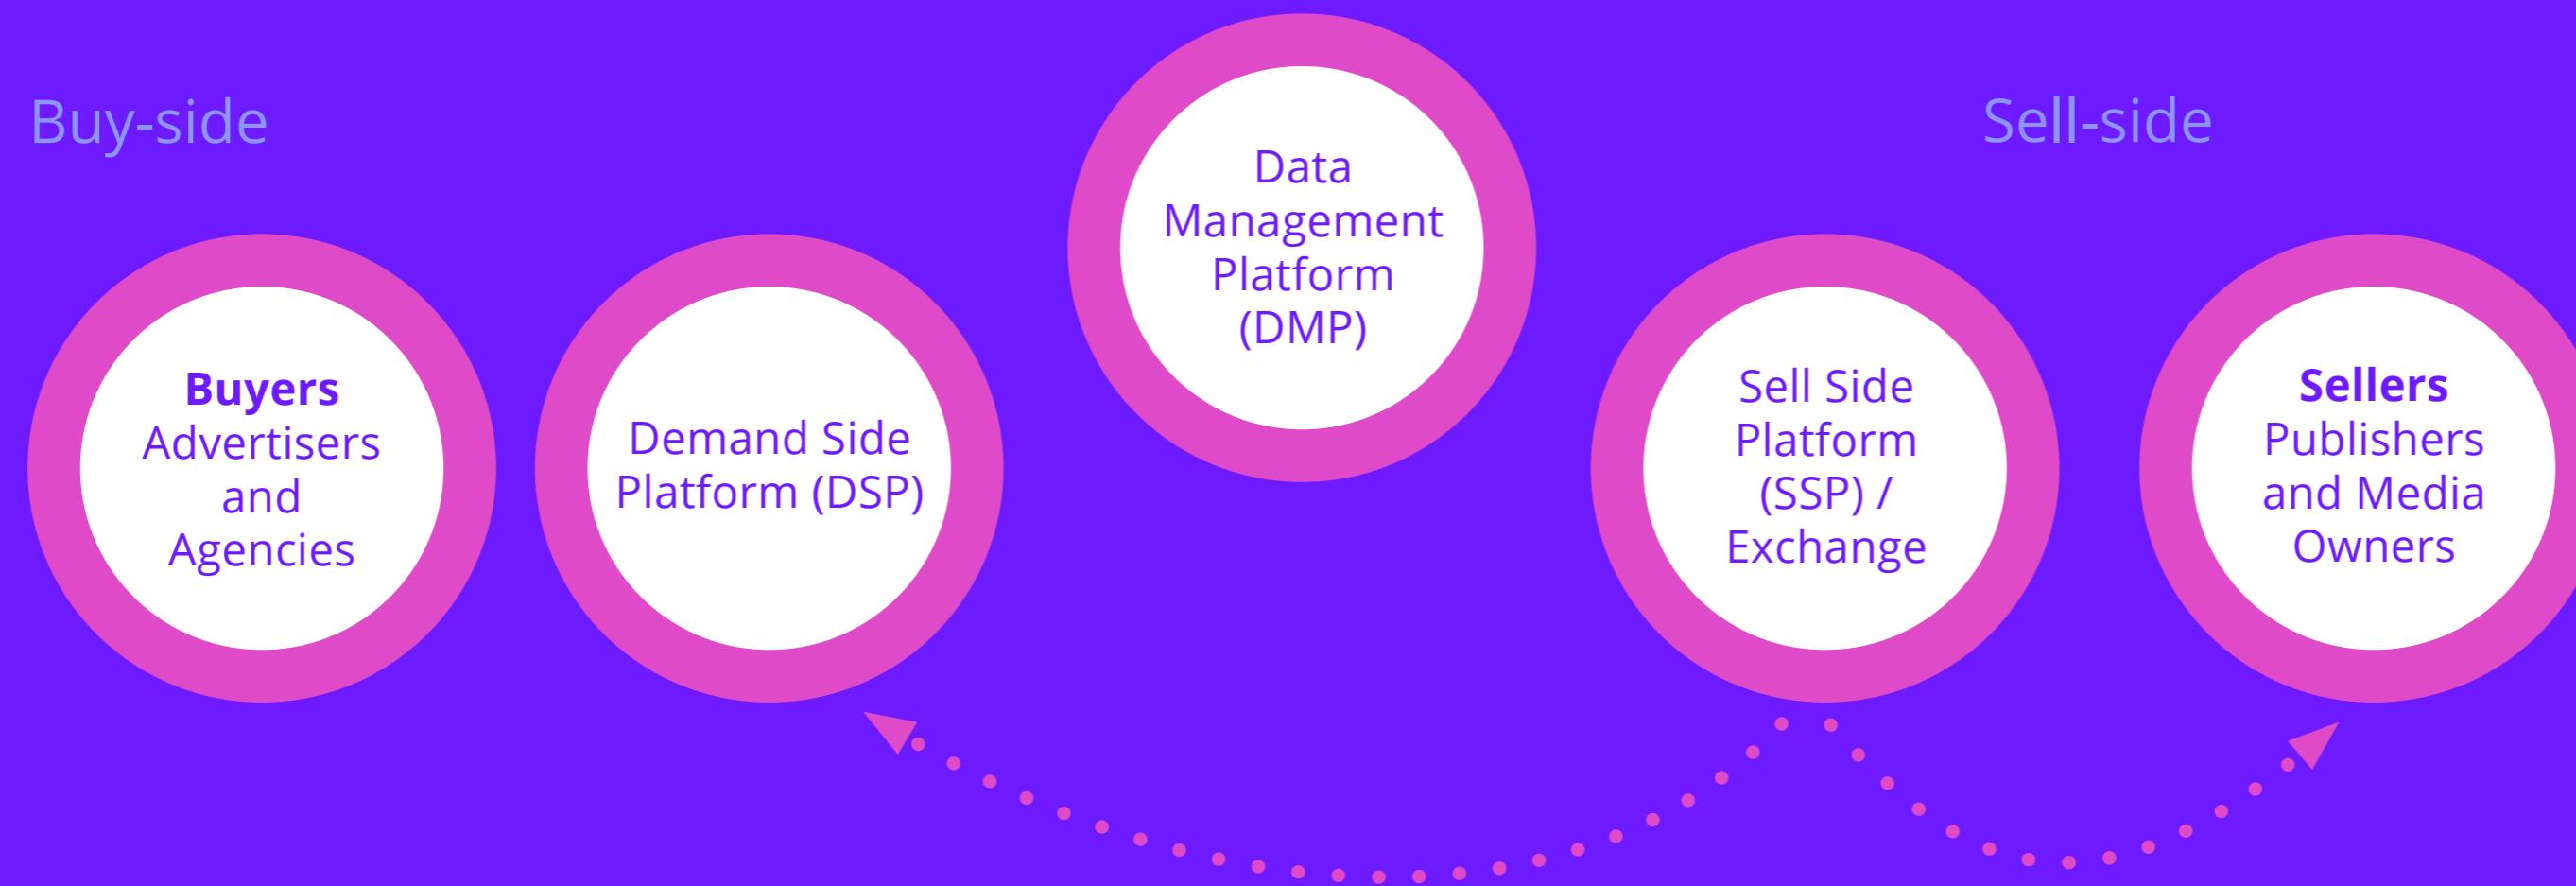 Buy-side
Sell-side
Buyers
Advertisers
and
Agencies
Demand Side
Platform (DSP)
Data
Management
Platform
(DMP)
Sell Side
Platform
(SSP) /
Exchange
Sellers
Publishers
and Media
Owners